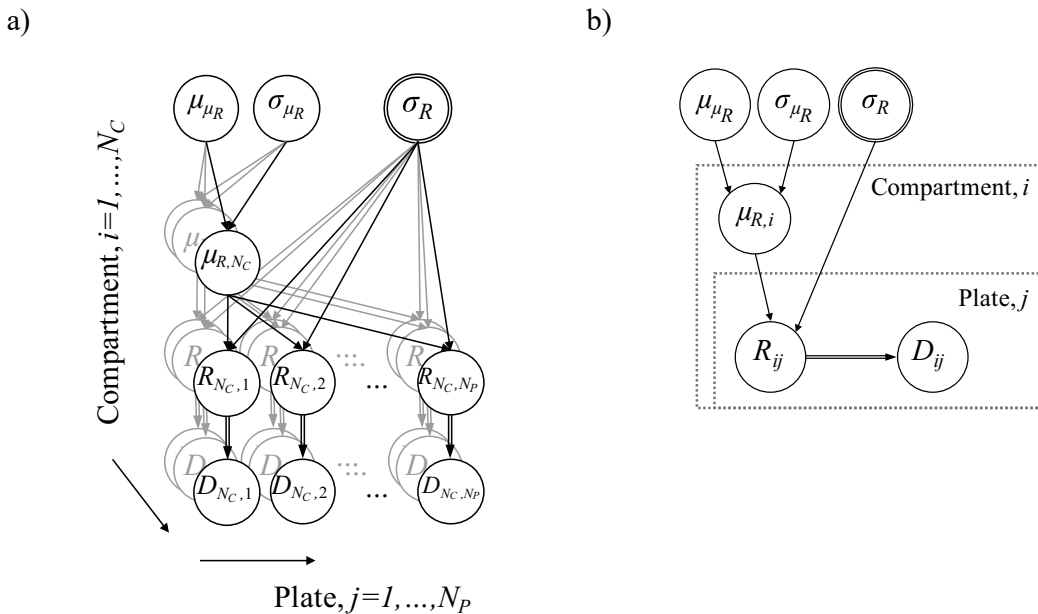 a)
b)
μ_{μ_R} σ_{μ_R} σ_R
μ
μ_{R,N_C}
R R R
R_{N_C,1} R_{N_C,2} ... R_{N_C,N_P}
D D D
D_{N_C,1} D_{N_C,2} ... D_{N_C,N_P}
Compartment, i=1,...,N_C
Plate, j=1,...,N_P
μ_{μ_R} σ_{μ_R} σ_R
Compartment, i
μ_{R,i}
Plate, j
R_{ij} D_{ij}